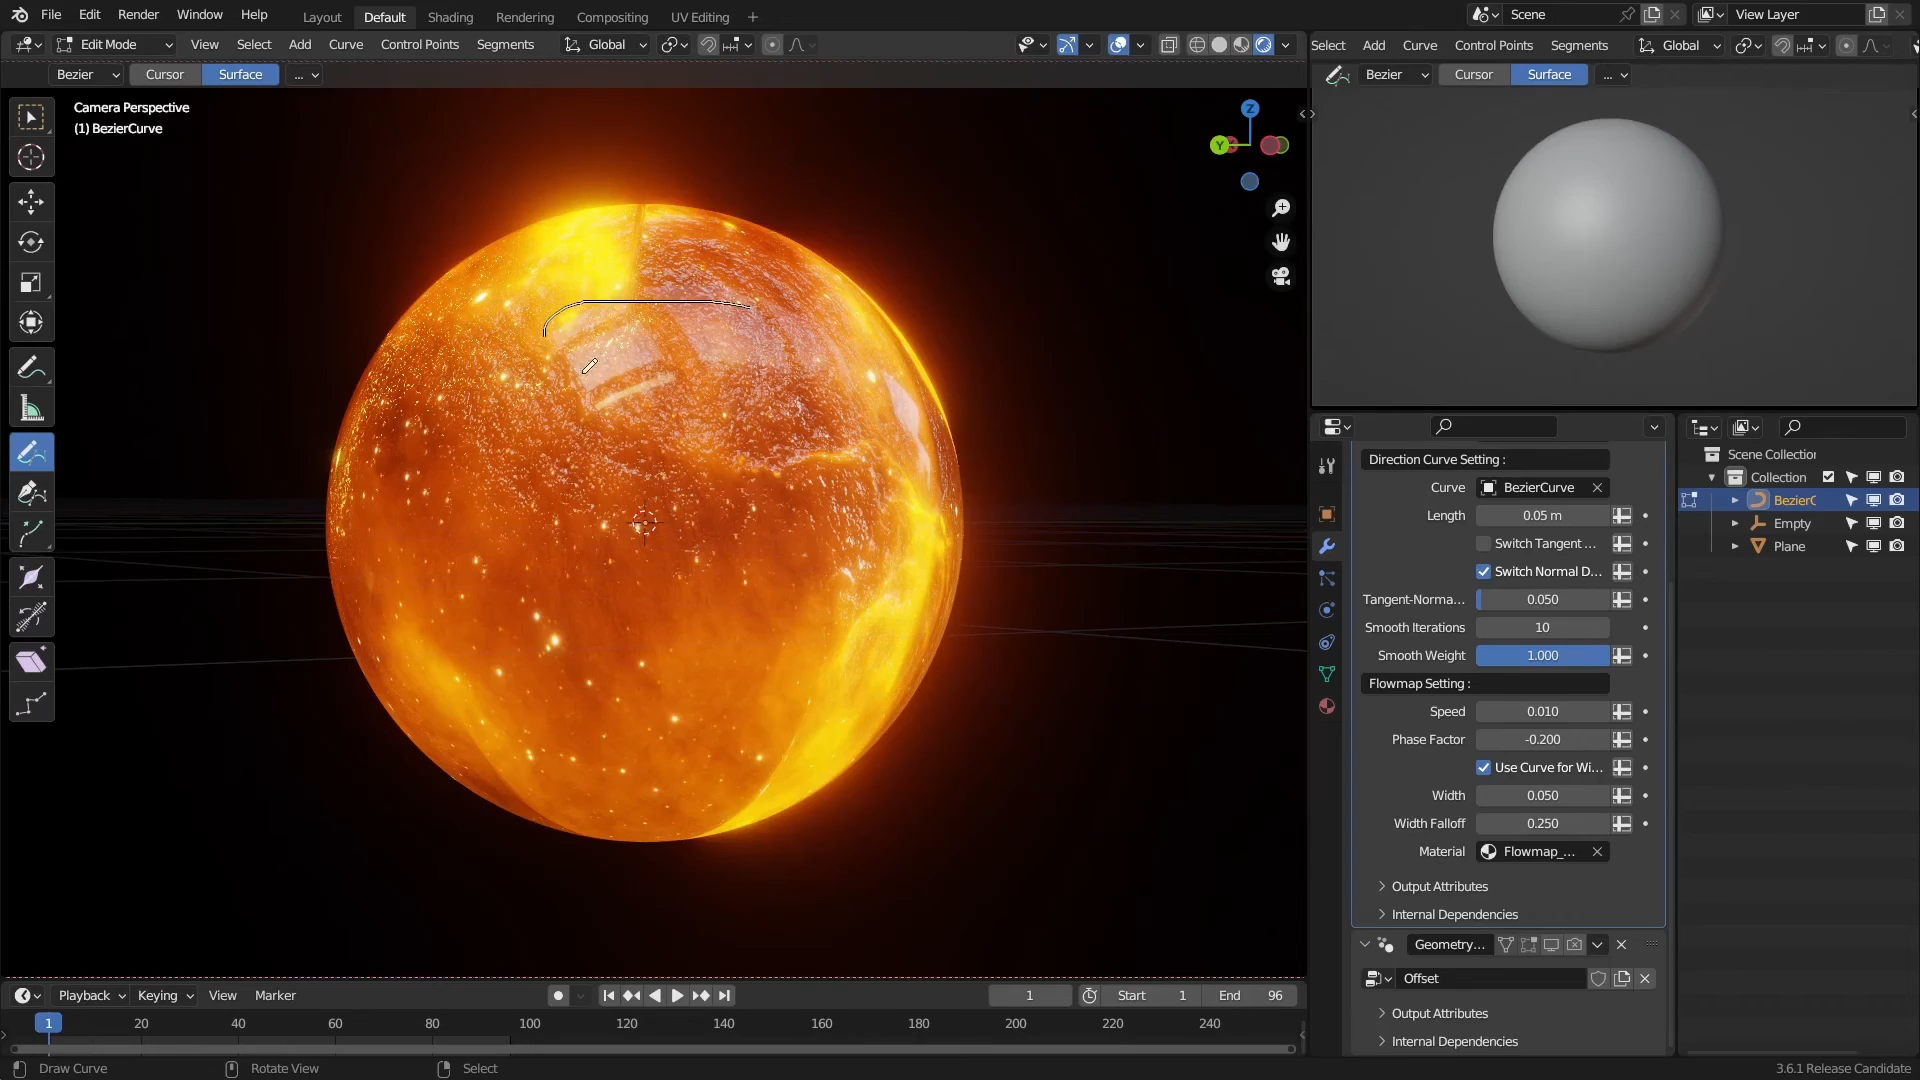 File Edit Render Window Help Layout Default Shading Rendering Compositing UV Editing + Scene View Layer
Edit Mode View Select Add Curve Control Points Segments Global
Select Add Curve Control Points Segments Global
Bezier Cursor Surface ...
Bezier Cursor Surface ...
Camera Perspective
(1) BezierCurve
Z
Y
Direction Curve Setting :
Curve BezierCurve
Length 0.05 m
Switch Tangent ...
Switch Normal D...
Tangent-Norma... 0.050
Smooth Iterations 10
Smooth Weight 1.000
Flowmap Setting :
Speed 0.010
Phase Factor -0.200
Use Curve for Wi...
Width 0.050
Width Falloff 0.250
Material Flowmap_...
Output Attributes
Internal Dependencies
Geometry...
Offset
Output Attributes
Internal Dependencies
Scene Collection
Collection
BezierC
Empty
Plane
Playback Keying View Marker 1 Start 1 End 96
1 20 40 60 80 100 120 140 160 180 200 220 240
Draw Curve Rotate View Select 3.6.1 Release Candidate